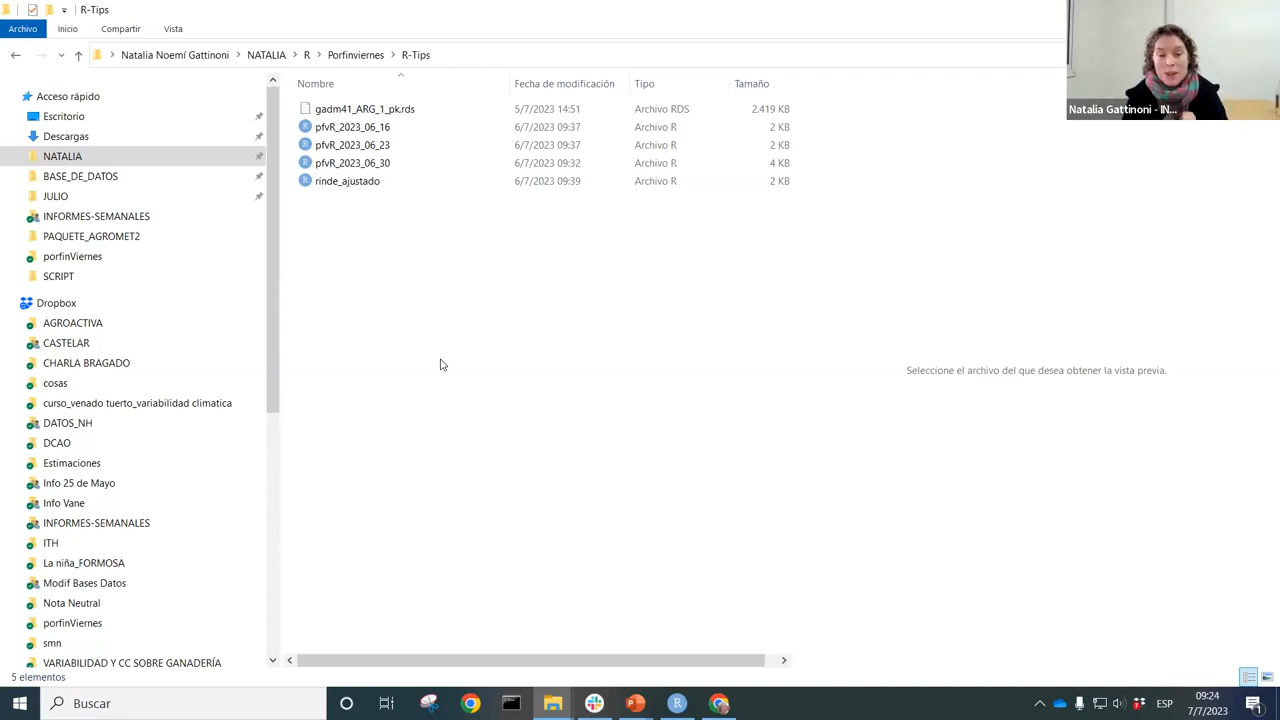 R-Tips
Archivo Inicio Compartir Vista
Natalia Noemí Gattinoni NATALIA R Porfinviernes R-Tips
Natalia Gattinoni - IN...
Nombre Fecha de modificación Tipo Tamaño
gadm41_ARG_1_pk.rds 5/7/2023 14:51 Archivo RDS 2.419 KB
pfvR_2023_06_16 6/7/2023 09:37 Archivo R 2 KB
pfvR_2023_06_23 6/7/2023 09:37 Archivo R 2 KB
pfvR_2023_06_30 6/7/2023 09:32 Archivo R 4 KB
rinde_ajustado 6/7/2023 09:39 Archivo R 2 KB
Acceso rápido
Escritorio
Descargas
NATALIA
BASE_DE_DATOS
JULIO
INFORMES-SEMANALES
PAQUETE_AGROMET2
porfinViernes
SCRIPT
Dropbox
AGROACTIVA
CASTELAR
CHARLA BRAGADO
cosas
curso_venado tuerto_variabilidad climatica
DATOS_NH
DCAO
Estimaciones
Info 25 de Mayo
Info Vane
INFORMES-SEMANALES
ITH
La niña_FORMOSA
Modif Bases Datos
Nota Neutral
porfinViernes
smn
VARIABILIDAD Y CC SOBRE GANADERÍA
Seleccione el archivo del que desea obtener la vista previa.
5 elementos
Buscar
ESP
09:24
7/7/2023